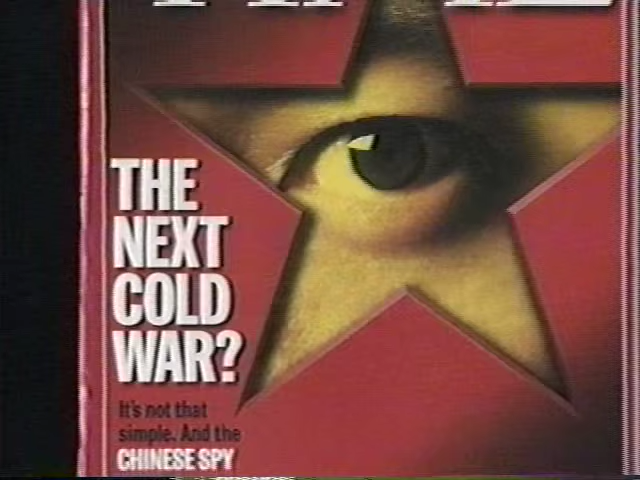 THE
NEXT
COLD
WAR?
It's not that
simple. And the
CHINESE SPY